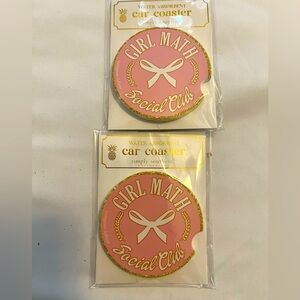 WATER ABSORBENT
car coaster
GIRL MATH
Social Club
WATER ABSORBENT
car coaster
simply southern
GIRL MATH
Social Club